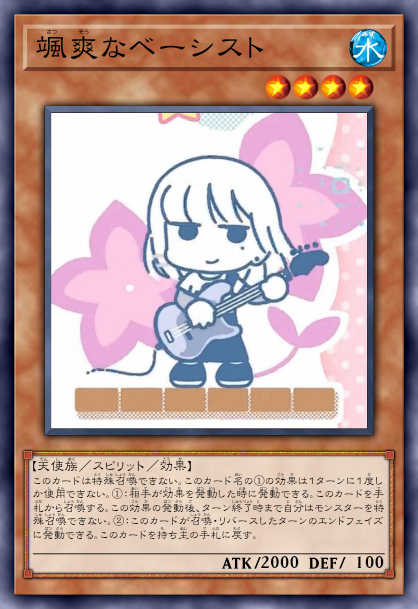 颯爽なベーシスト
水
【天使族／スピリット／効果】
このカードは特殊召喚できない。このカード名の①の効果は1ターンに1度し
か使用できない。①：相手が効果を発動した時に発動できる。このカードを手
札から召喚する。この効果の発動後、ターン終了時まで自分はモンスターを特
殊召喚できない。②：このカードが召喚・リバースしたターンのエンドフェイズ
に発動できる。このカードを持ち主の手札に戻す。
ATK/2000 DEF/ 100